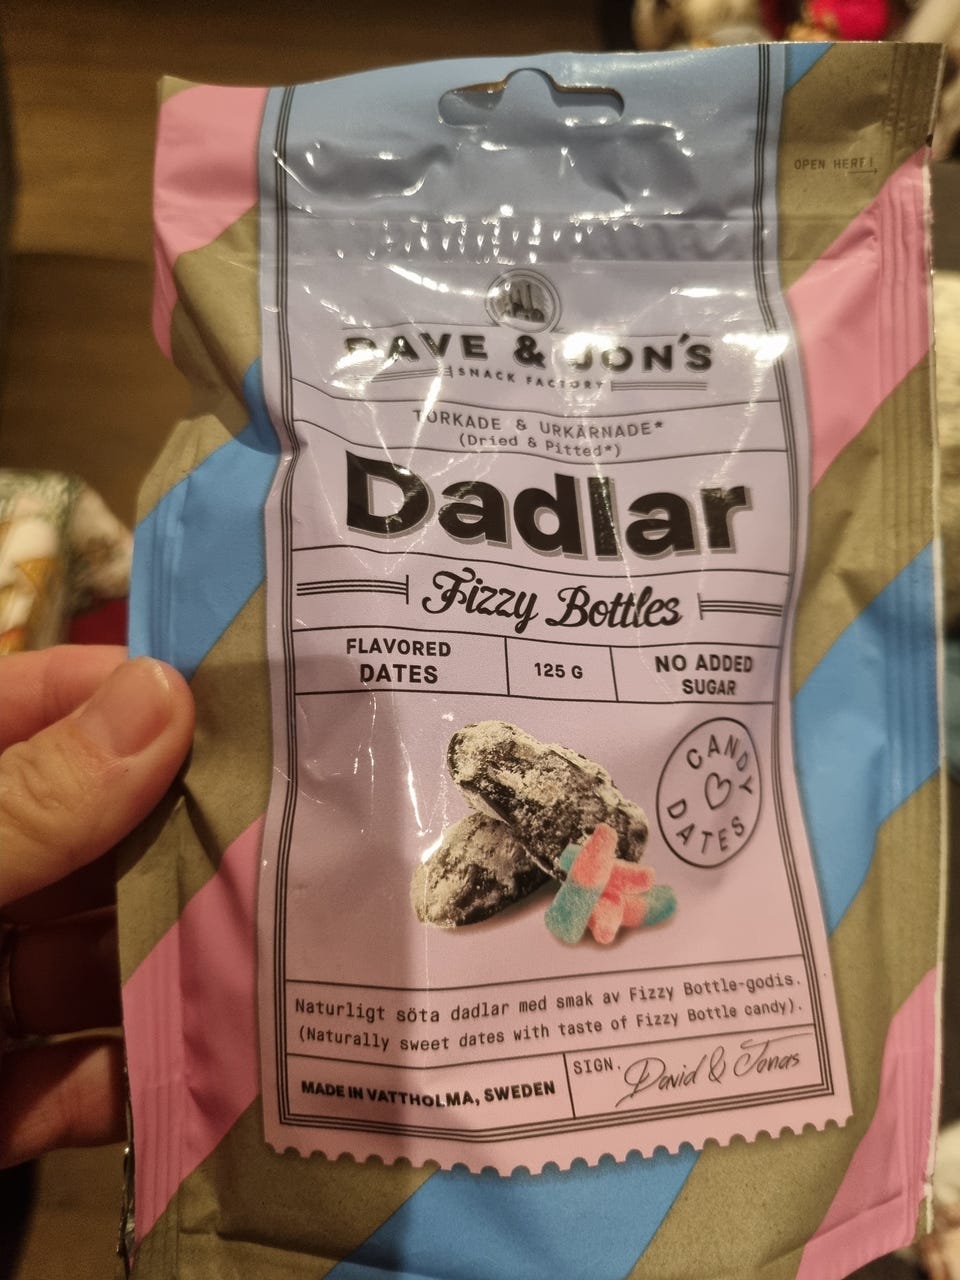 OPEN HERE!
DAVE & JON'S
SNACK FACTORY
TORKADE & URKÄRNADE*
(Dried & Pitted*)
Dadlar
Fizzy Bottles
FLAVORED
DATES
125 G
NO ADDED
SUGAR
CANDY
DATES
Naturligt söta dadlar med smak av Fizzy Bottle-godis.
(Naturally sweet dates with taste of Fizzy Bottle candy).
MADE IN VATTHOLMA, SWEDEN
SIGN. David & Jonas